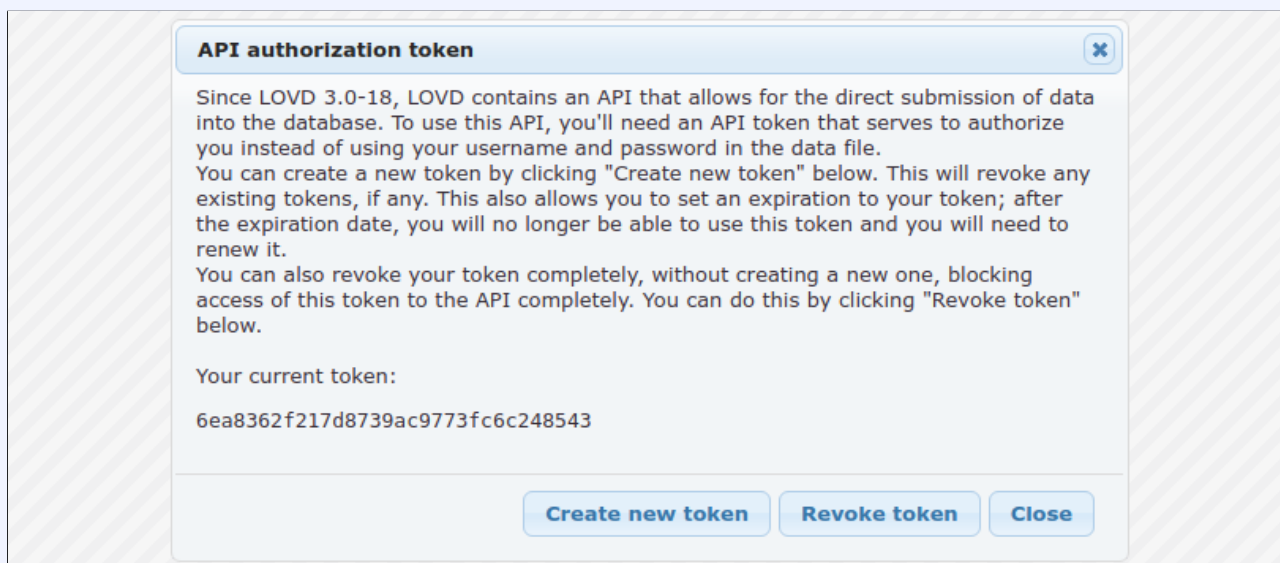 API authorization token
Since LOVD 3.0-18, LOVD contains an API that allows for the direct submission of data
into the database. To use this API, you'll need an API token that serves to authorize
you instead of using your username and password in the data file.
You can create a new token by clicking "Create new token" below. This will revoke any
existing tokens, if any. This also allows you to set an expiration to your token; after
the expiration date, you will no longer be able to use this token and you will need to
renew it.
You can also revoke your token completely, without creating a new one, blocking
access of this token to the API completely. You can do this by clicking "Revoke token"
below.
Your current token:
6ea8362f217d8739ac9773fc6c248543
Create new token Revoke token Close